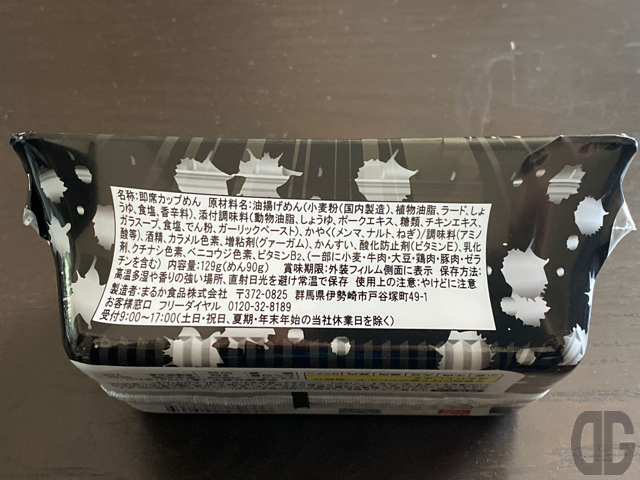 名称:即席カップめん 原材料名:油揚げめん(小麦粉(国内製造)、植物油脂、ラード、しょ
うゆ、食塩、香辛料)、添付調味料(動物油脂、しょうゆ、ポークエキス、糖類、チキンエキス、
ガラスープ、食塩、でん粉、ガーリックペースト)、かやく(メンマ、ナルト、ねぎ)/調味料(アミノ
酸等)、酒精、カラメル色素、増粘剤(グァーガム)、かんすい、酸化防止剤(ビタミンE)、乳化
剤、クチナシ色素、ベニコウジ色素、ビタミンB₂、(一部に小麦・牛肉・大豆・鶏肉・豚肉・ゼラ
チンを含む) 内容量:129g(めん90g) 賞味期限:外装フィルム側面に表示 保存方法:
高温多湿や香りの強い場所、直射日光を避け常温で保存 使用上の注意:やけどに注意
製造者:まるか食品株式会社 〒372-0825 群馬県伊勢崎市戸谷塚町49-1
お客様窓口 フリーダイヤル 0120-32-8189
受付9:00~17:00(土日・祝日、夏期・年末年始の当社休業日を除く)
DG